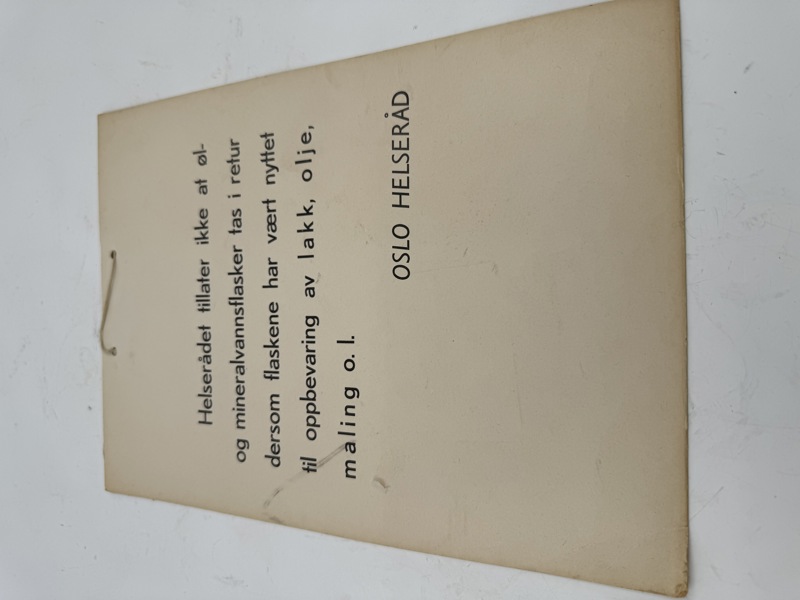 Helserådet tillater ikke at øl-
og mineralvannsflasker tas i retur
dersom flaskene har vært nyttet
til oppbevaring av lakk, olje,
maling o. l.
OSLO HELSERÅD